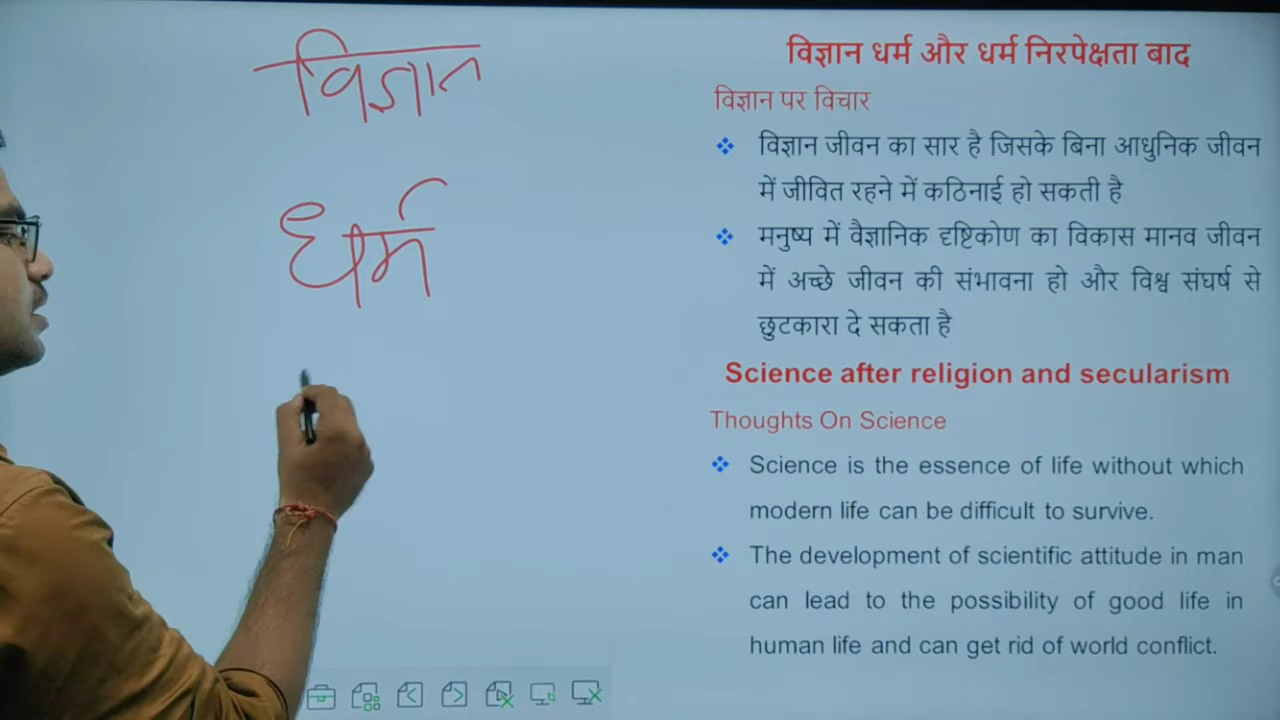 विज्ञान
धर्म
विज्ञान धर्म और धर्म निरपेक्षता बाद
विज्ञान पर विचार
❖ विज्ञान जीवन का सार है जिसके बिना आधुनिक जीवन
में जीवित रहने में कठिनाई हो सकती है
❖ मनुष्य में वैज्ञानिक दृष्टिकोण का विकास मानव जीवन
में अच्छे जीवन की संभावना हो और विश्व संघर्ष से
छुटकारा दे सकता है
Science after religion and secularism
Thoughts On Science
❖ Science is the essence of life without which
modern life can be difficult to survive.
❖ The development of scientific attitude in man
can lead to the possibility of good life in
human life and can get rid of world conflict.